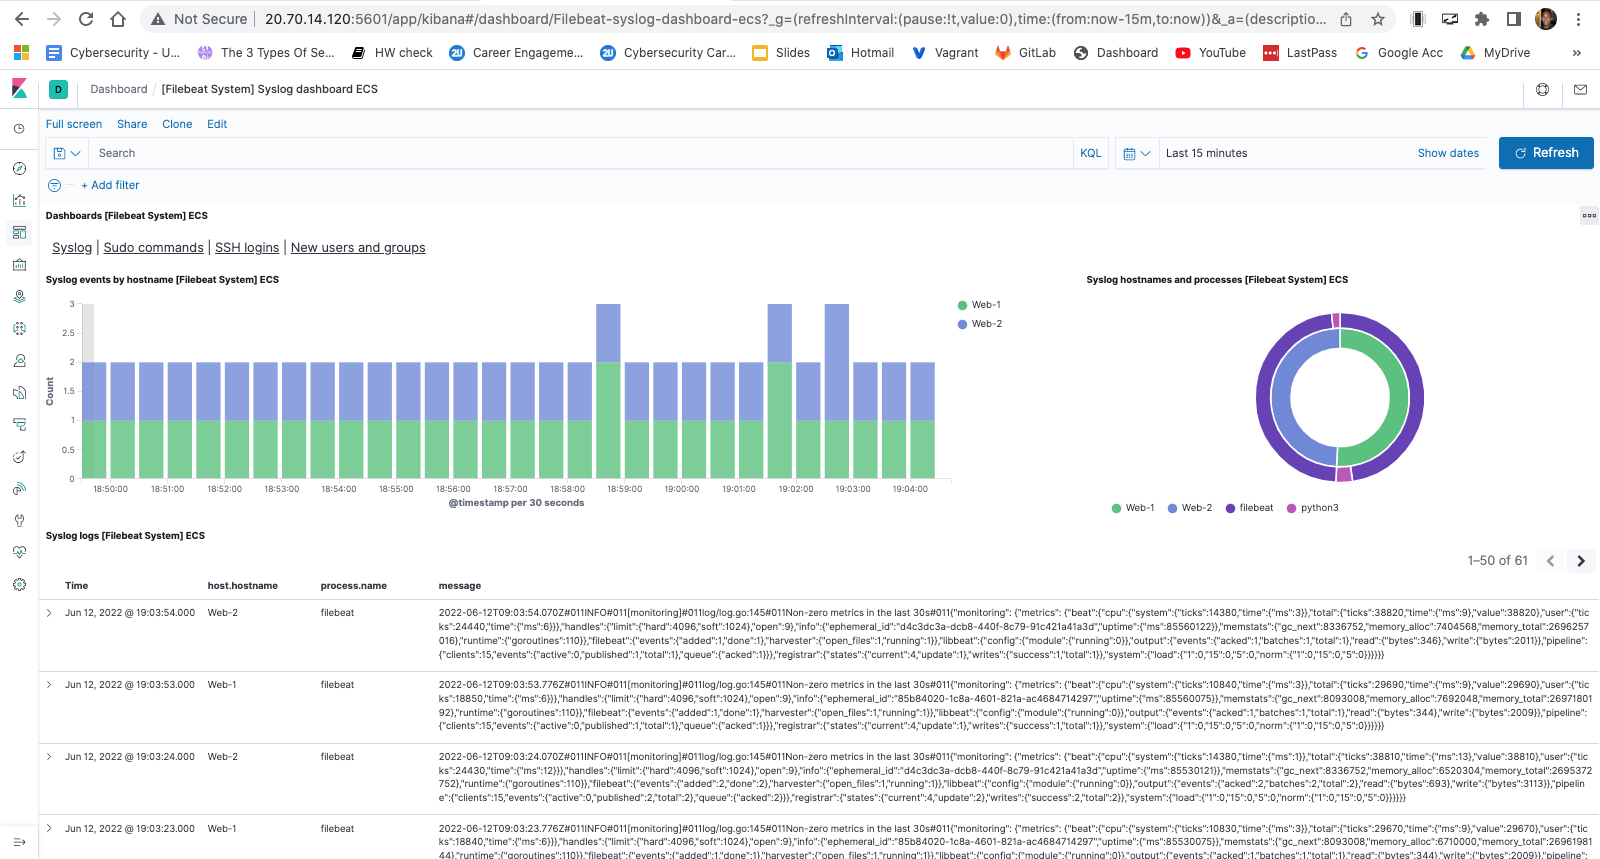 Not Secure | 20.70.14.120:5601/app/kibana#/dashboard/Filebeat-syslog-dashboard-ecs?_g=(refreshInterval:(pause:!t,value:0),time:(from:now-15m,to:now))&_a=(descriptio...
Cybersecurity - U... The 3 Types Of Se... HW check Career Engageme... Cybersecurity Car... Slides Hotmail Vagrant GitLab Dashboard YouTube LastPass Google Acc MyDrive »
D Dashboard / [Filebeat System] Syslog dashboard ECS
Full screen Share Clone Edit
Search KQL Last 15 minutes Show dates Refresh
+ Add filter
Dashboards [Filebeat System] ECS
Syslog | Sudo commands | SSH logins | New users and groups
Syslog events by hostname [Filebeat System] ECS
3
2.5
2
1.5
1
0.5
0
Count
18:50:00 18:51:00 18:52:00 18:53:00 18:54:00 18:55:00 18:56:00 18:57:00 18:58:00 18:59:00 19:00:00 19:01:00 19:02:00 19:03:00 19:04:00
@timestamp per 30 seconds
Web-1
Web-2
Syslog hostnames and processes [Filebeat System] ECS
Web-1 Web-2 filebeat python3
Syslog logs [Filebeat System] ECS
1–50 of 61
Time host.hostname process.name message
Jun 12, 2022 @ 19:03:54.000 Web-2 filebeat 2022-06-12T09:03:54.070Z#011INFO#011[monitoring]#011log/log.go:145#011Non-zero metrics in the last 30s#011{"monitoring": {"metrics": {"beat":{"cpu":{"system":{"ticks":14380,"time":{"ms":3}},"total":{"ticks":38820,"time":{"ms":9},"value":38820},"user":{"tic
ks":24440,"time":{"ms":6}}},"handles":{"limit":{"hard":4096,"soft":1024},"open":9},"info":{"ephemeral_id":"d4c3dc3a-dcb8-440f-8c79-91c421a41a3d","uptime":{"ms":85560122}},"memstats":{"gc_next":8336752,"memory_alloc":7404568,"memory_total":2696257
016},"runtime":{"goroutines":110}},"filebeat":{"events":{"added":1,"done":1},"harvester":{"open_files":1,"running":1}},"libbeat":{"config":{"module":{"running":0}},"output":{"events":{"acked":1,"batches":1,"total":1},"read":{"bytes":346},"write":{"bytes":2011}},"pipeline":
{"clients":15,"events":{"active":0,"published":1,"total":1},"queue":{"acked":1}}},"registrar":{"states":{"current":4,"update":1},"writes":{"success":1,"total":1}},"system":{"load":{"1":0,"15":0,"5":0,"norm":{"1":0,"15":0,"5":0}}}}}}
Jun 12, 2022 @ 19:03:53.000 Web-1 filebeat 2022-06-12T09:03:53.776Z#011INFO#011[monitoring]#011log/log.go:145#011Non-zero metrics in the last 30s#011{"monitoring": {"metrics": {"beat":{"cpu":{"system":{"ticks":10840,"time":{"ms":3}},"total":{"ticks":29690,"time":{"ms":9},"value":29690},"user":{"tic
ks":18850,"time":{"ms":6}}},"handles":{"limit":{"hard":4096,"soft":1024},"open":9},"info":{"ephemeral_id":"85b84020-1c8a-4601-821a-ac4684714297","uptime":{"ms":85560075}},"memstats":{"gc_next":8093008,"memory_alloc":7692048,"memory_total":26971801
92},"runtime":{"goroutines":110}},"filebeat":{"events":{"added":1,"done":1},"harvester":{"open_files":1,"running":1}},"libbeat":{"config":{"module":{"running":0}},"output":{"events":{"acked":1,"batches":1,"total":1},"read":{"bytes":344},"write":{"bytes":2009}},"pipeline":
{"clients":15,"events":{"active":0,"published":1,"total":1},"queue":{"acked":1}}},"registrar":{"states":{"current":4,"update":1},"writes":{"success":1,"total":1}},"system":{"load":{"1":0,"15":0,"5":0,"norm":{"1":0,"15":0,"5":0}}}}}}
Jun 12, 2022 @ 19:03:24.000 Web-2 filebeat 2022-06-12T09:03:24.070Z#011INFO#011[monitoring]#011log/log.go:145#011Non-zero metrics in the last 30s#011{"monitoring": {"metrics": {"beat":{"cpu":{"system":{"ticks":14380,"time":{"ms":1}},"total":{"ticks":38810,"time":{"ms":13},"value":38810},"user":{"tic
ks":24430,"time":{"ms":12}}},"handles":{"limit":{"hard":4096,"soft":1024},"open":9},"info":{"ephemeral_id":"d4c3dc3a-dcb8-440f-8c79-91c421a41a3d","uptime":{"ms":85530121}},"memstats":{"gc_next":8336752,"memory_alloc":6520304,"memory_total":2695372
752},"runtime":{"goroutines":110}},"filebeat":{"events":{"added":2,"done":2},"harvester":{"open_files":1,"running":1}},"libbeat":{"config":{"module":{"running":0}},"output":{"events":{"acked":2,"batches":2,"total":2},"read":{"bytes":693},"write":{"bytes":3113}},"pipelin
e":{"clients":15,"events":{"active":0,"published":2,"total":2},"queue":{"acked":2}}},"registrar":{"states":{"current":4,"update":2},"writes":{"success":2,"total":2}},"system":{"load":{"1":0,"15":0,"5":0,"norm":{"1":0,"15":0,"5":0}}}}}}
Jun 12, 2022 @ 19:03:23.000 Web-1 filebeat 2022-06-12T09:03:23.776Z#011INFO#011[monitoring]#011log/log.go:145#011Non-zero metrics in the last 30s#011{"monitoring": {"metrics": {"beat":{"cpu":{"system":{"ticks":10830,"time":{"ms":3}},"total":{"ticks":29670,"time":{"ms":9},"value":29670},"user":{"tic
ks":18840,"time":{"ms":6}}},"handles":{"limit":{"hard":4096,"soft":1024},"open":9},"info":{"ephemeral_id":"85b84020-1c8a-4601-821a-ac4684714297","uptime":{"ms":85530075}},"memstats":{"gc_next":8093008,"memory_alloc":6710000,"memory_total":26961981
44},"runtime":{"goroutines":110}},"filebeat":{"events":{"added":1,"done":1},"harvester":{"open_files":1,"running":1}},"libbeat":{"config":{"module":{"running":0}},"output":{"events":{"acked":1,"batches":1,"total":1},"read":{"bytes":344},"write":{"bytes":2009}},"pipeline":